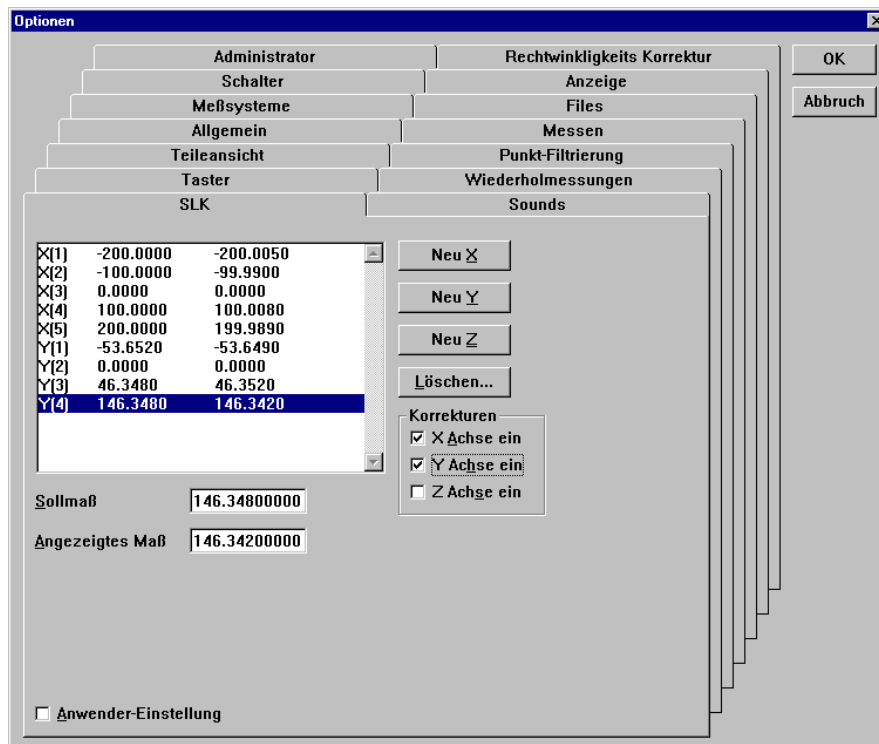 Optionen
Administrator
Rechtwinkligkeits Korrektur
OK
Schalter
Anzeige
Meßsysteme
Files
Abbruch
Allgemein
Messen
Teileansicht
Punkt-Filtrierung
Taster
Wiederholmessungen
SLK
Sounds
X(1) -200.0000 -200.0050
X(2) -100.0000 -99.9900
X(3) 0.0000 0.0000
X(4) 100.0000 100.0080
X(5) 200.0000 199.9890
Y(1) -53.6520 -53.6490
Y(2) 0.0000 0.0000
Y(3) 46.3480 46.3520
Y(4) 146.3480 146.3420
Neu X
Neu Y
Neu Z
Löschen...
Korrekturen
X Achse ein
Y Achse ein
Z Achse ein
Sollmaß 146.34800000
Angezeigtes Maß 146.34200000
Anwender-Einstellung